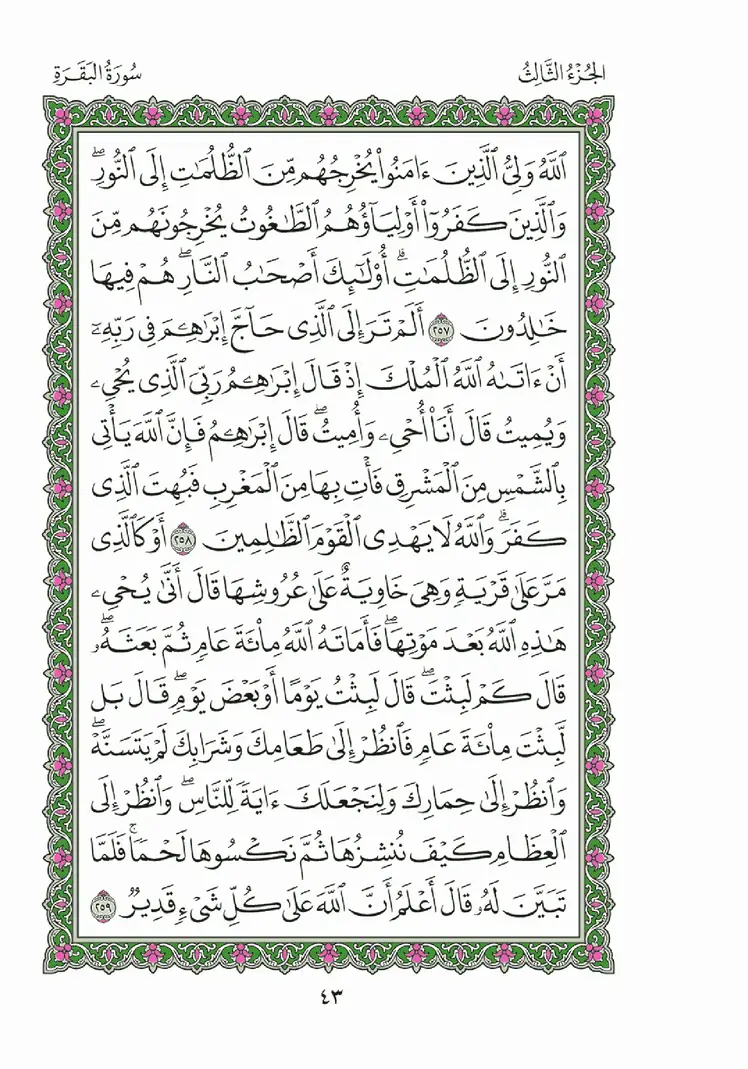 الجُزْءُ الثَّالِثُ
سُورَةُ البَقَرَةِ
ٱللَّهُ وَلِيُّ ٱلَّذِينَ ءَامَنُوا۟ يُخْرِجُهُم مِّنَ ٱلظُّلُمَـٰتِ إِلَى ٱلنُّورِۖ
وَٱلَّذِينَ كَفَرُوٓا۟ أَوْلِيَآؤُهُمُ ٱلطَّـٰغُوتُ يُخْرِجُونَهُم مِّنَ
ٱلنُّورِ إِلَى ٱلظُّلُمَـٰتِۗ أُو۟لَـٰٓئِكَ أَصْحَـٰبُ ٱلنَّارِۖ هُمْ فِيهَا
خَـٰلِدُونَ ٢٥٧ أَلَمْ تَرَ إِلَى ٱلَّذِى حَآجَّ إِبْرَٰهِـۧمَ فِى رَبِّهِۦٓ
أَنْ ءَاتَىٰهُ ٱللَّهُ ٱلْمُلْكَ إِذْ قَالَ إِبْرَٰهِـۧمُ رَبِّىَ ٱلَّذِى يُحْىِۦ
وَيُمِيتُ قَالَ أَنَا۠ أُحْىِۦ وَأُمِيتُۖ قَالَ إِبْرَٰهِـۧمُ فَإِنَّ ٱللَّهَ يَأْتِى
بِٱلشَّمْسِ مِنَ ٱلْمَشْرِقِ فَأْتِ بِهَا مِنَ ٱلْمَغْرِبِ فَبُهِتَ ٱلَّذِى
كَفَرَۗ وَٱللَّهُ لَا يَهْدِى ٱلْقَوْمَ ٱلظَّـٰلِمِينَ ٢٥٨ أَوْ كَٱلَّذِى
مَرَّ عَلَىٰ قَرْيَةٍ وَهِىَ خَاوِيَةٌ عَلَىٰ عُرُوشِهَا قَالَ أَنَّىٰ يُحْىِۦ
هَـٰذِهِ ٱللَّهُ بَعْدَ مَوْتِهَاۖ فَأَمَاتَهُ ٱللَّهُ مِا۟ئَةَ عَامٍ ثُمَّ بَعَثَهُۥۖ
قَالَ كَمْ لَبِثْتَۖ قَالَ لَبِثْتُ يَوْمًا أَوْ بَعْضَ يَوْمٍۖ قَالَ بَل
لَّبِثْتَ مِا۟ئَةَ عَامٍ فَٱنظُرْ إِلَىٰ طَعَامِكَ وَشَرَابِكَ لَمْ يَتَسَنَّهْۖ
وَٱنظُرْ إِلَىٰ حِمَارِكَ وَلِنَجْعَلَكَ ءَايَةً لِّلنَّاسِۖ وَٱنظُرْ إِلَى
ٱلْعِظَامِ كَيْفَ نُنشِزُهَا ثُمَّ نَكْسُوهَا لَحْمًاۚ فَلَمَّا
تَبَيَّنَ لَهُۥ قَالَ أَعْلَمُ أَنَّ ٱللَّهَ عَلَىٰ كُلِّ شَىْءٍ قَدِيرٌ ٢٥٩
٤٣